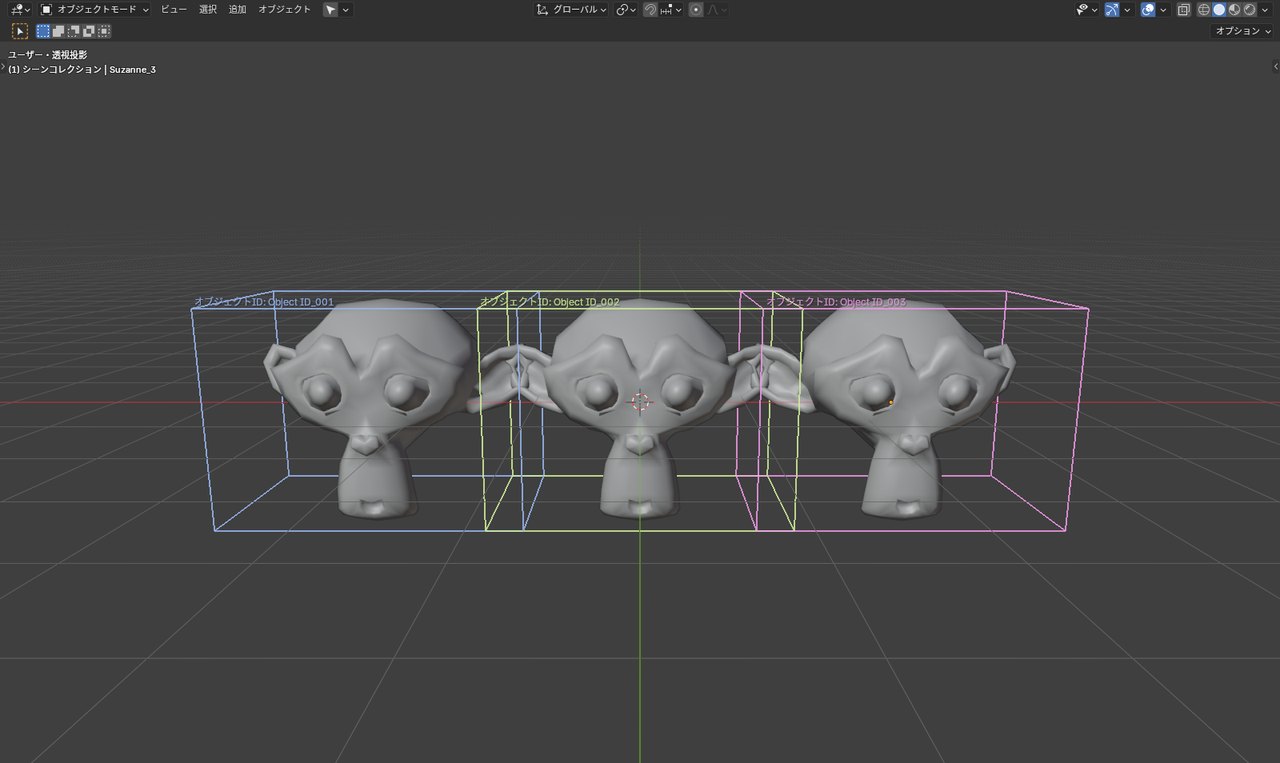 オブジェクトモード ビュー 選択 追加 オブジェクト グローバル
オプション
ユーザー・透視投影
(1) シーンコレクション | Suzanne_3
オブジェクトID: Object ID_001
オブジェクトID: Object ID_002
オブジェクトID: Object ID_003